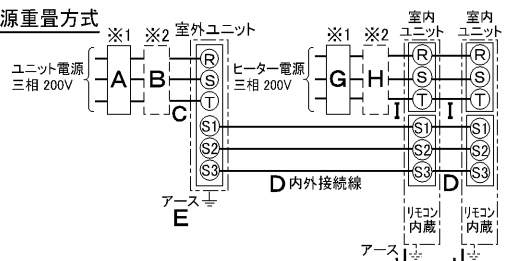 源重畳方式
※1 ※2 室外ユニット
ユニット電源
三相 200V
A B C
R
S
T
S1
S2
S3
アース
E
※1 ※2
ヒーター電源
三相 200V
G H I I
室内
ユニット
室内
ユニット
R R
S S
T T
S1 S1
S2 S2
S3 S3
D 内外接続線
D
リモコン
内蔵
リモコン
内蔵
アース
J J